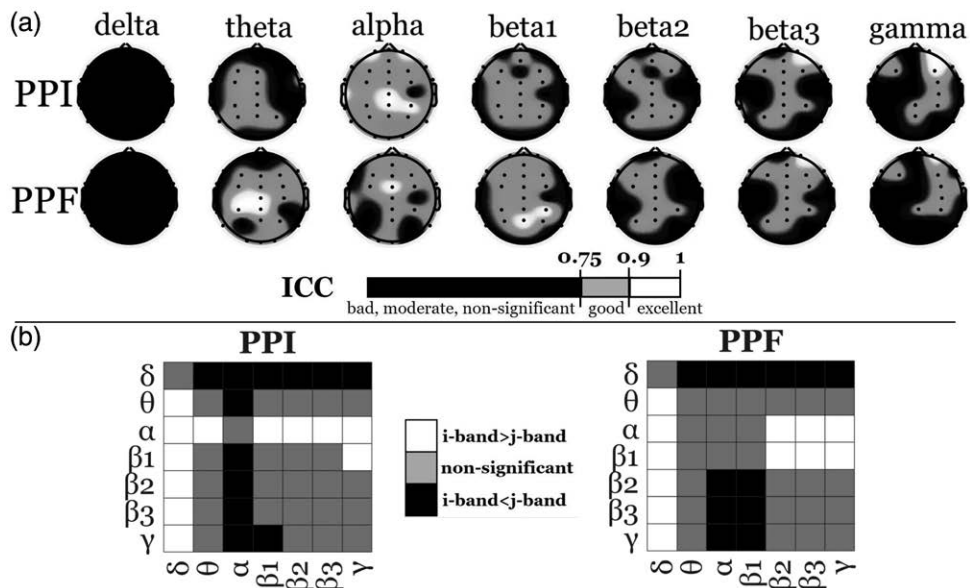 (a) delta theta alpha beta1 beta2 beta3 gamma
PPI
PPF
0.75 0.9 1
ICC
bad, moderate, non-significant good excellent
(b) PPI PPF
δ δ
θ θ
α α
β1 β1
β2 β2
β3 β3
γ γ
δ θ α β1 β2 β3 γ δ θ α β1 β2 β3 γ
i-band>j-band
non-significant
i-band<j-band